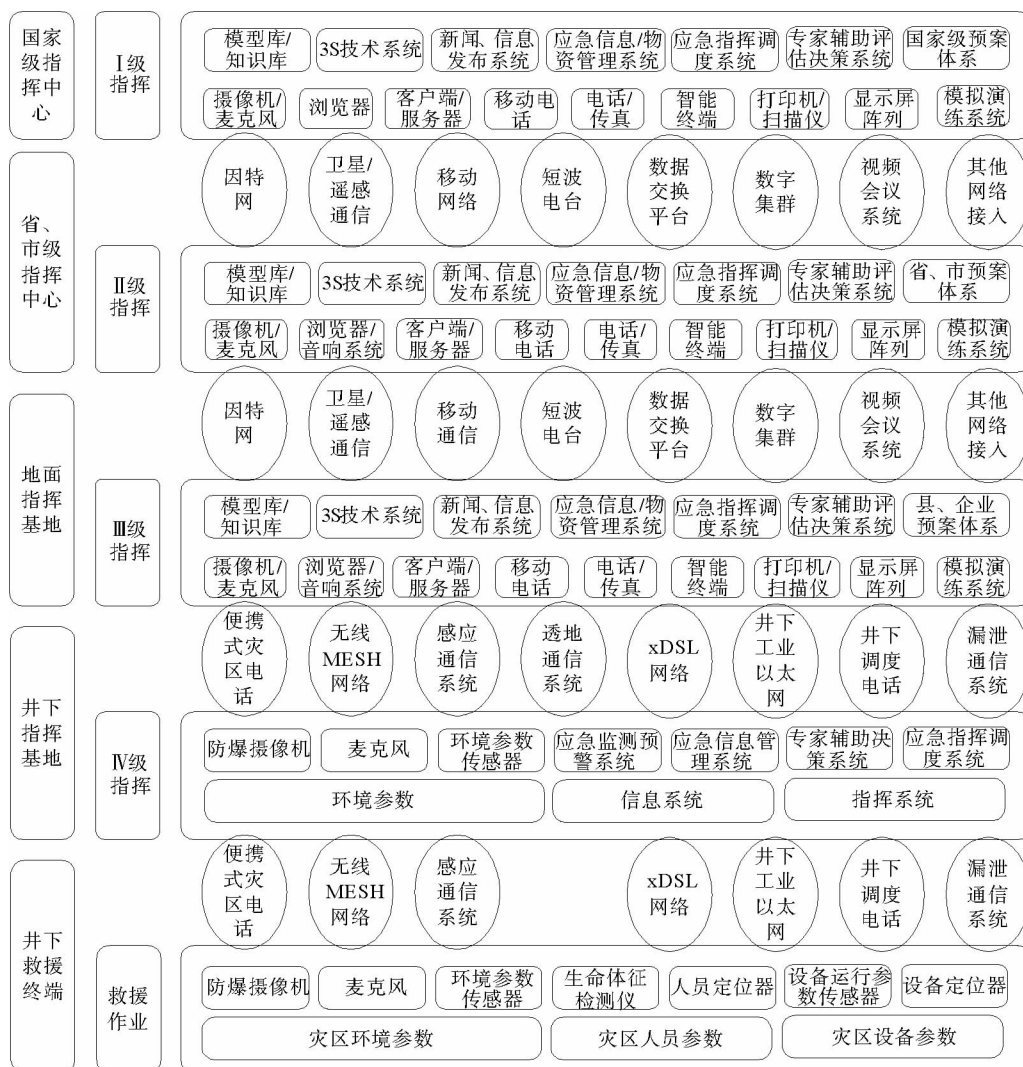 国家
级指
挥中
心
Ⅰ级
指挥
模型库/
知识库
3S技术系统
新闻、信息
发布系统
应急信息/物
资管理系统
应急指挥调
度系统
专家辅助评
估决策系统
国家级预案
体系
摄像机/
麦克风
浏览器
客户端/
服务器
移动电
话
电话/
传真
智能
终端
打印机/
扫描仪
显示屏
阵列
模拟演
练系统
因特
网
卫星/
遥感
通信
移动
网络
短波
电台
数据
交换
平台
数字
集群
视频
会议
系统
其他
网络
接入
省、
市级
指挥
中心
Ⅱ级
指挥
模型库/
知识库
3S技术系统
新闻、信息
发布系统
应急信息/物
资管理系统
应急指挥调
度系统
专家辅助评
估决策系统
省、市预案
体系
摄像机/
麦克风
浏览器/
音响系统
客户端/
服务器
移动
电话
电话/
传真
智能
终端
打印机/
扫描仪
显示屏
阵列
模拟演
练系统
因特
网
卫星/
遥感
通信
移动
通信
短波
电台
数据
交换
平台
数字
集群
视频
会议
系统
其他
网络
接入
地面
指挥
基地
Ⅲ级
指挥
模型库/
知识库
3S技术系统
新闻、信息
发布系统
应急信息/物
资管理系统
应急指挥调
度系统
专家辅助评
估决策系统
县、企业
预案体系
摄像机/
麦克风
浏览器/
音响系统
客户端/
服务器
移动
电话
电话/
传真
智能
终端
打印机/
扫描仪
显示屏
阵列
模拟演
练系统
便携
式灾
区电
话
无线
MESH
网络
感应
通信
系统
透地
通信
系统
xDSL
网络
井下
工业
以太
网
井下
调度
电话
漏泄
通信
系统
井下
指挥
基地
Ⅳ级
指挥
防爆摄像机
麦克风
环境参数
传感器
应急监测预
警系统
应急信息管
理系统
专家辅助决
策系统
应急指挥调
度系统
环境参数
信息系统
指挥系统
便携
式灾
区电
话
无线
MESH
网络
感应
通信
系统
xDSL
网络
井下
工业
以太
网
井下
调度
电话
漏泄
通信
系统
井下
救援
终端
救援
作业
防爆摄像机
麦克风
环境参数
传感器
生命体征
检测仪
人员定位器
设备运行参
数传感器
设备定位器
灾区环境参数
灾区人员参数
灾区设备参数